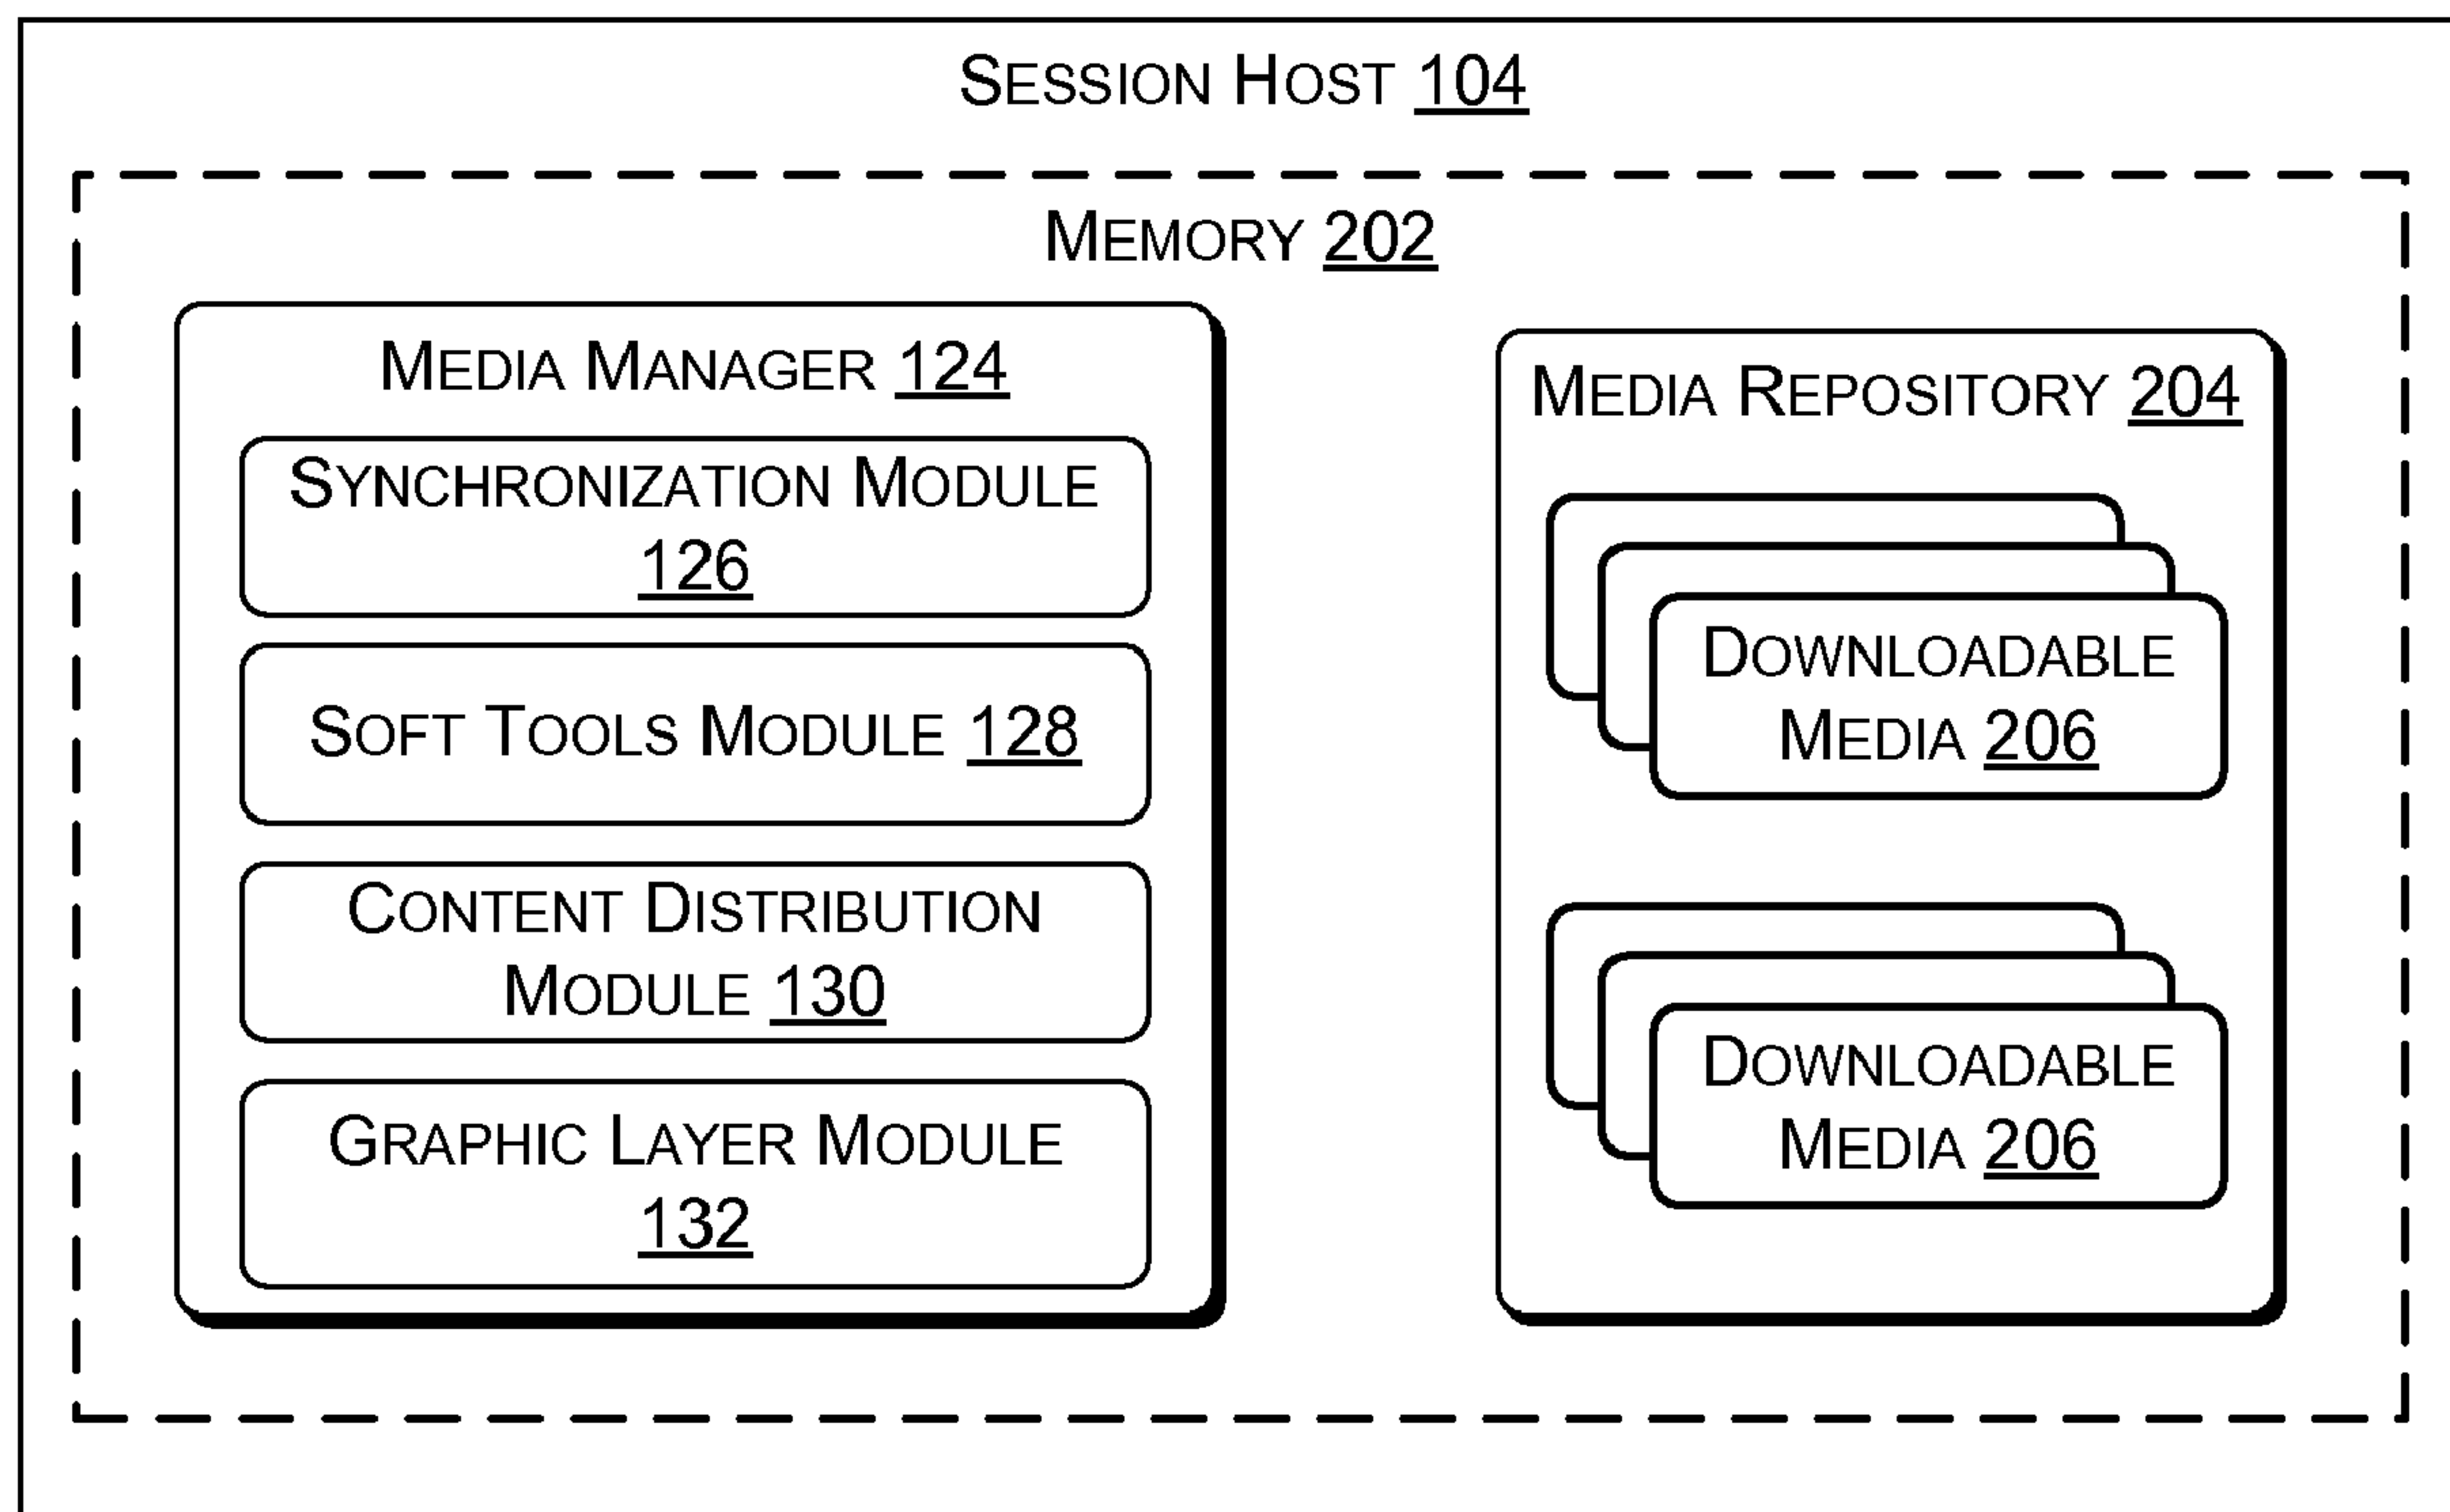 SESSION HOST 104
MEMORY 202
MEDIA MANAGER 124
SYNCHRONIZATION MODULE
126
SOFT TOOLS MODULE 128
CONTENT DISTRIBUTION
MODULE 130
GRAPHIC LAYER MODULE
132
MEDIA REPOSITORY 204
DOWNLOADABLE
MEDIA 206
DOWNLOADABLE
MEDIA 206